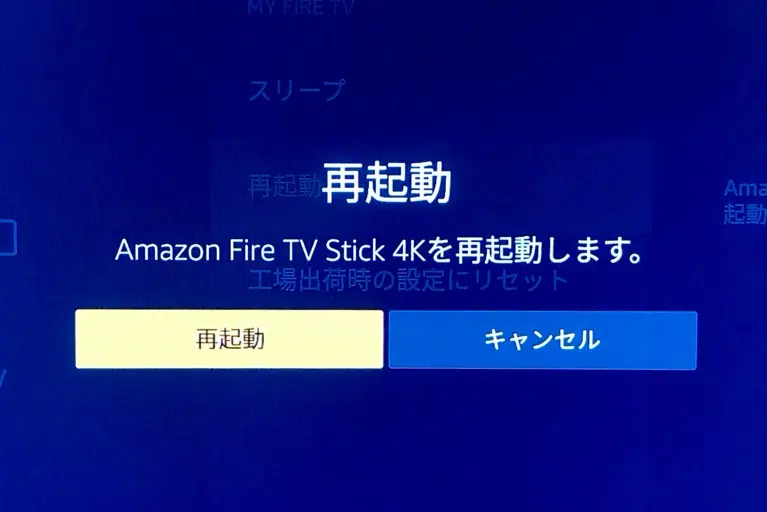 MY FIRE TV
スリープ
再起動
再起動
Ama
起動
Amazon Fire TV Stick 4Kを再起動します。
工場出荷時の設定にリセット
再起動
キャンセル